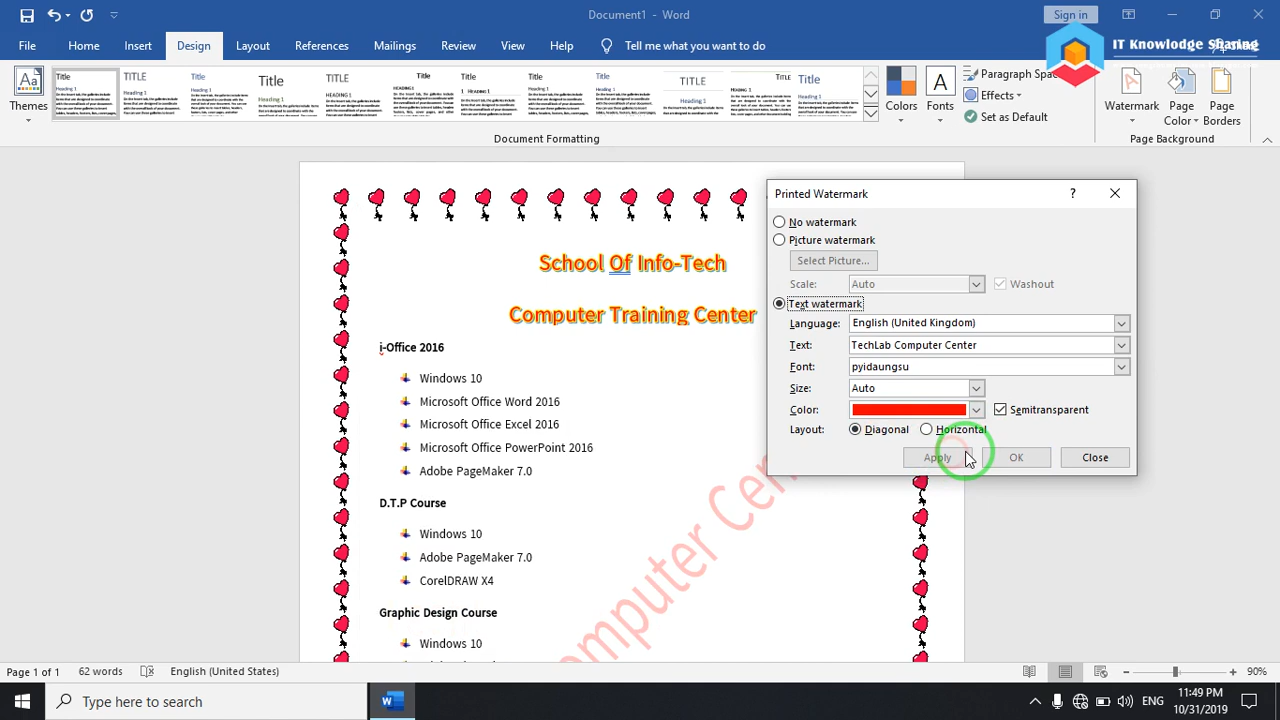 Document1 - Word
Sign in
File Home Insert Design Layout References Mailings Review View Help Tell me what you want to do
IT Knowledge Sharing
Colors
Fonts
Paragraph Spa
Effects
Set as Default
Watermark
Page Color
Page Borders
Document Formatting
Page Background
Printed Watermark
No watermark
Picture watermark
Select Picture...
Scale: Auto Washout
Text watermark
Language: English (United Kingdom)
Text: TechLab Computer Center
Font: pyidaungsu
Size: Auto
Color: Semitransparent
Layout: Diagonal Horizontal
Apply OK Close
School Of Info-Tech
Computer Training Center
i-Office 2016
Windows 10
Microsoft Office Word 2016
Microsoft Office Excel 2016
Microsoft Office PowerPoint 2016
Adobe PageMaker 7.0
D.T.P Course
Windows 10
Adobe PageMaker 7.0
CorelDRAW X4
Graphic Design Course
Windows 10
omputer Cen
Page 1 of 1 62 words English (United States) 90%
Type here to search
ENG
11:49 PM
10/31/2019